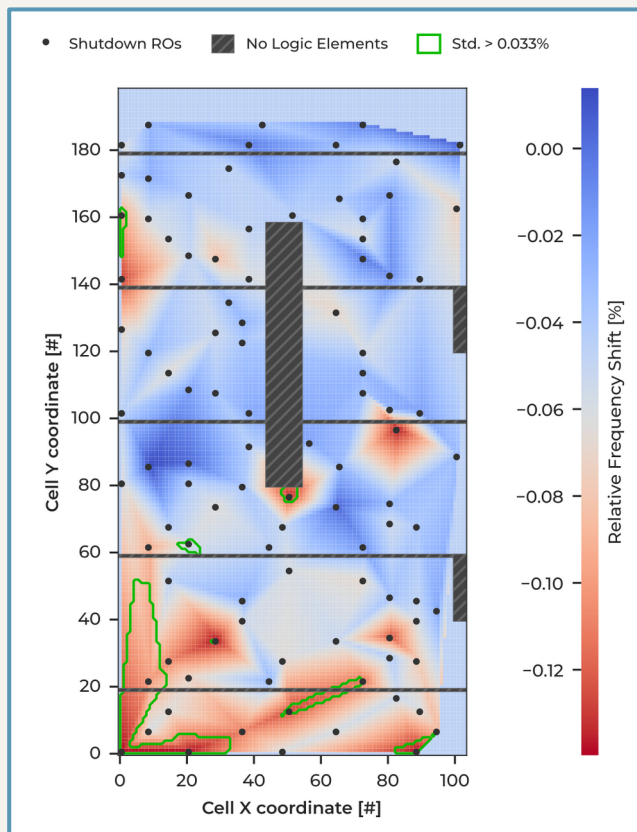 Shutdown ROs
No Logic Elements
Std. > 0.033%
180
160
140
120
100
80
60
40
20
0
Cell Y coordinate [#]
0 20 40 60 80 100
Cell X coordinate [#]
0.00
−0.02
−0.04
−0.06
−0.08
−0.10
−0.12
Relative Frequency Shift [%]